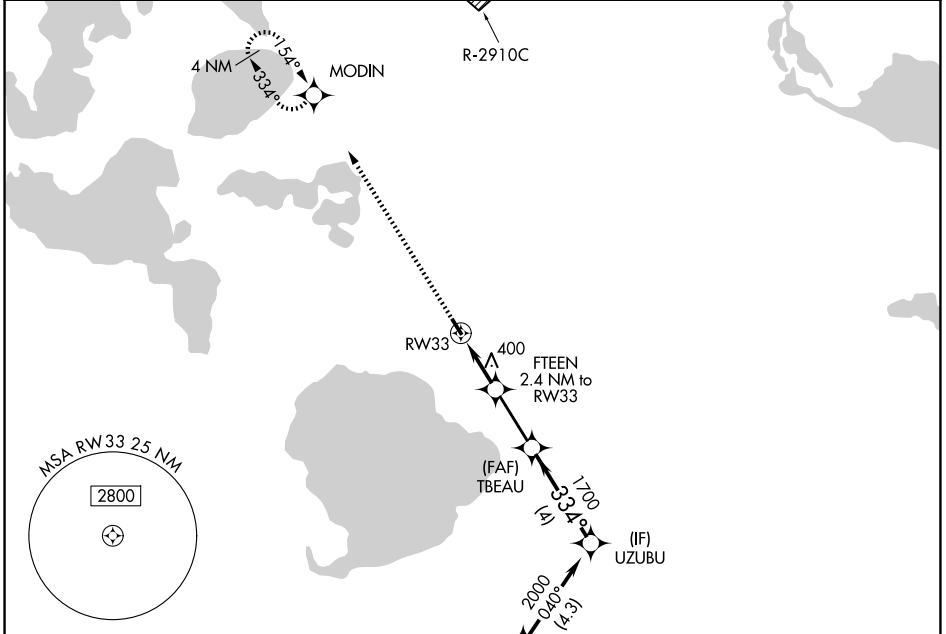 R-2910C
154°
4 NM
334°
MODIN
RW33
400
FTEEN
2.4 NM to
RW33
(FAF)
TBEAU
1700
334°
(4)
(IF)
UZUBU
2000
040°
(4.3)
MSA RW33 25 NM
2800